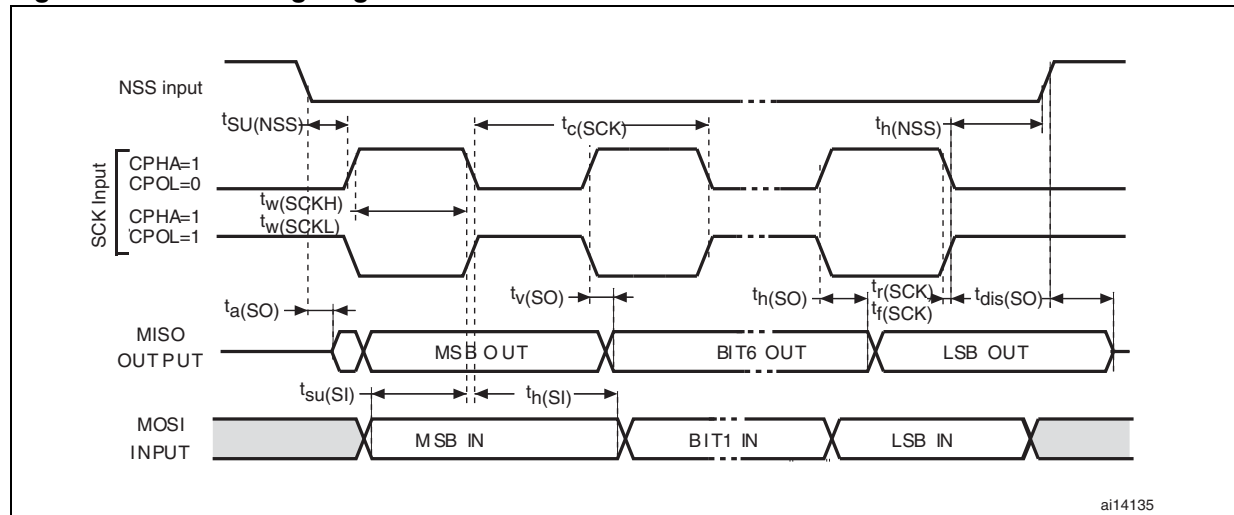 NSS input
tSU(NSS)
tc(SCK)
th(NSS)
SCK Input
CPHA=1
CPOL=0
tw(SCKH)
CPHA=1
tw(SCKL)
CPOL=1
ta(SO)
tv(SO)
th(SO)
tr(SCK)
tf(SCK)
tdis(SO)
MISO
OUTPUT
MSB OUT
BIT6 OUT
LSB OUT
tsu(SI)
th(SI)
MOSI
INPUT
MSB IN
BIT1 IN
LSB IN
ai14135